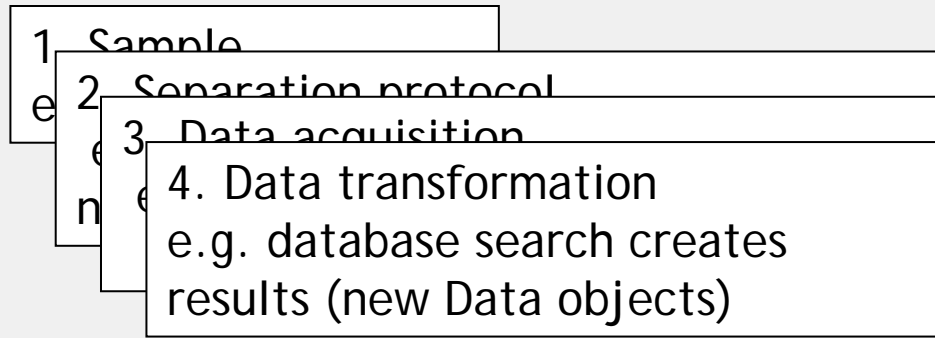 1. Sample
e
2. Separation protocol
e
n
3. Data acquisition
e
4. Data transformation
e.g. database search creates
results (new Data objects)